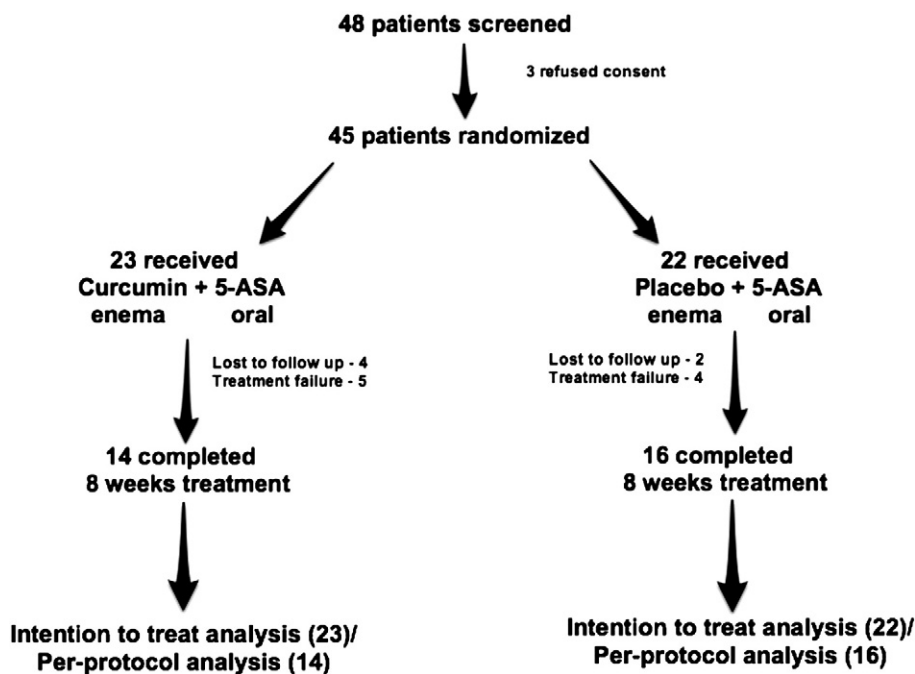 48 patients screened
3 refused consent
45 patients randomized
23 received
Curcumin + 5-ASA
enema oral
Lost to follow up - 4
Treatment failure - 5
14 completed
8 weeks treatment
Intention to treat analysis (23)/
Per-protocol analysis (14)
22 received
Placebo + 5-ASA
enema oral
Lost to follow up - 2
Treatment failure - 4
16 completed
8 weeks treatment
Intention to treat analysis (22)/
Per-protocol analysis (16)